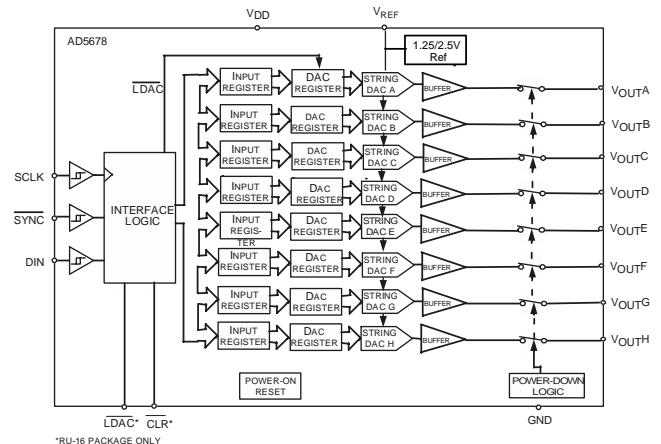 VDD
VREF
AD5678
1.25/2.5V
Ref
LDAC
INPUT
REGISTER
DAC
REGISTER
STRING
DAC A
BUFFER
VOUTA
INPUT
REGISTER
DAC
REGISTER
STRING
DAC B
BUFFER
VOUTB
INPUT
REGISTER
DAC
REGISTER
STRING
DAC C
BUFFER
VOUTC
SCLK
INPUT
REGISTER
DAC
REGISTER
STRING
DAC D
BUFFER
VOUTD
SYNC
INTERFACE
LOGIC
INPUT
REGIS-
TER
DAC
REGISTER
STRING
DAC E
BUFFER
VOUTE
DIN
INPUT
REGISTER
DAC
REGISTER
STRING
DAC F
BUFFER
VOUTF
INPUT
REGISTER
DAC
REGISTER
STRING
DAC G
BUFFER
VOUTG
INPUT
REGISTER
DAC
REGISTER
STRING
DAC H
BUFFER
VOUTH
POWER-ON
RESET
POWER-DOWN
LOGIC
LDAC*
CLR*
GND
*RU-16 PACKAGE ONLY